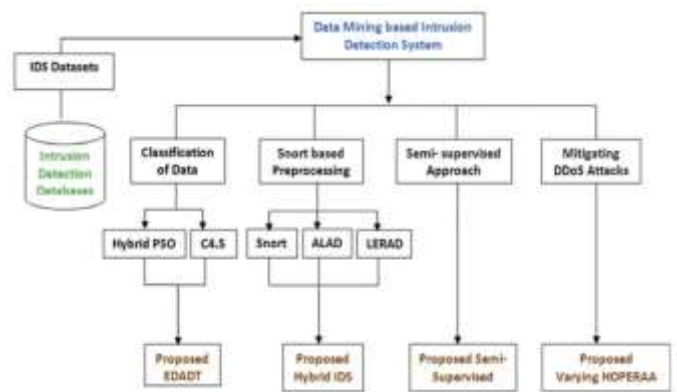 Data Mining based Intrusion
Detection System
IDS Datasets
Intrusion
Detection
Databases
Classification
of Data
Snort based
Preprocessing
Semi- supervised
Approach
Mitigating
DDoS Attacks
Hybrid PSO
C4.5
Snort
ALAD
LERAD
Proposed
EDADT
Proposed
Hybrid IDS
Proposed Semi-
Supervised
Proposed
Varying HOPERAA